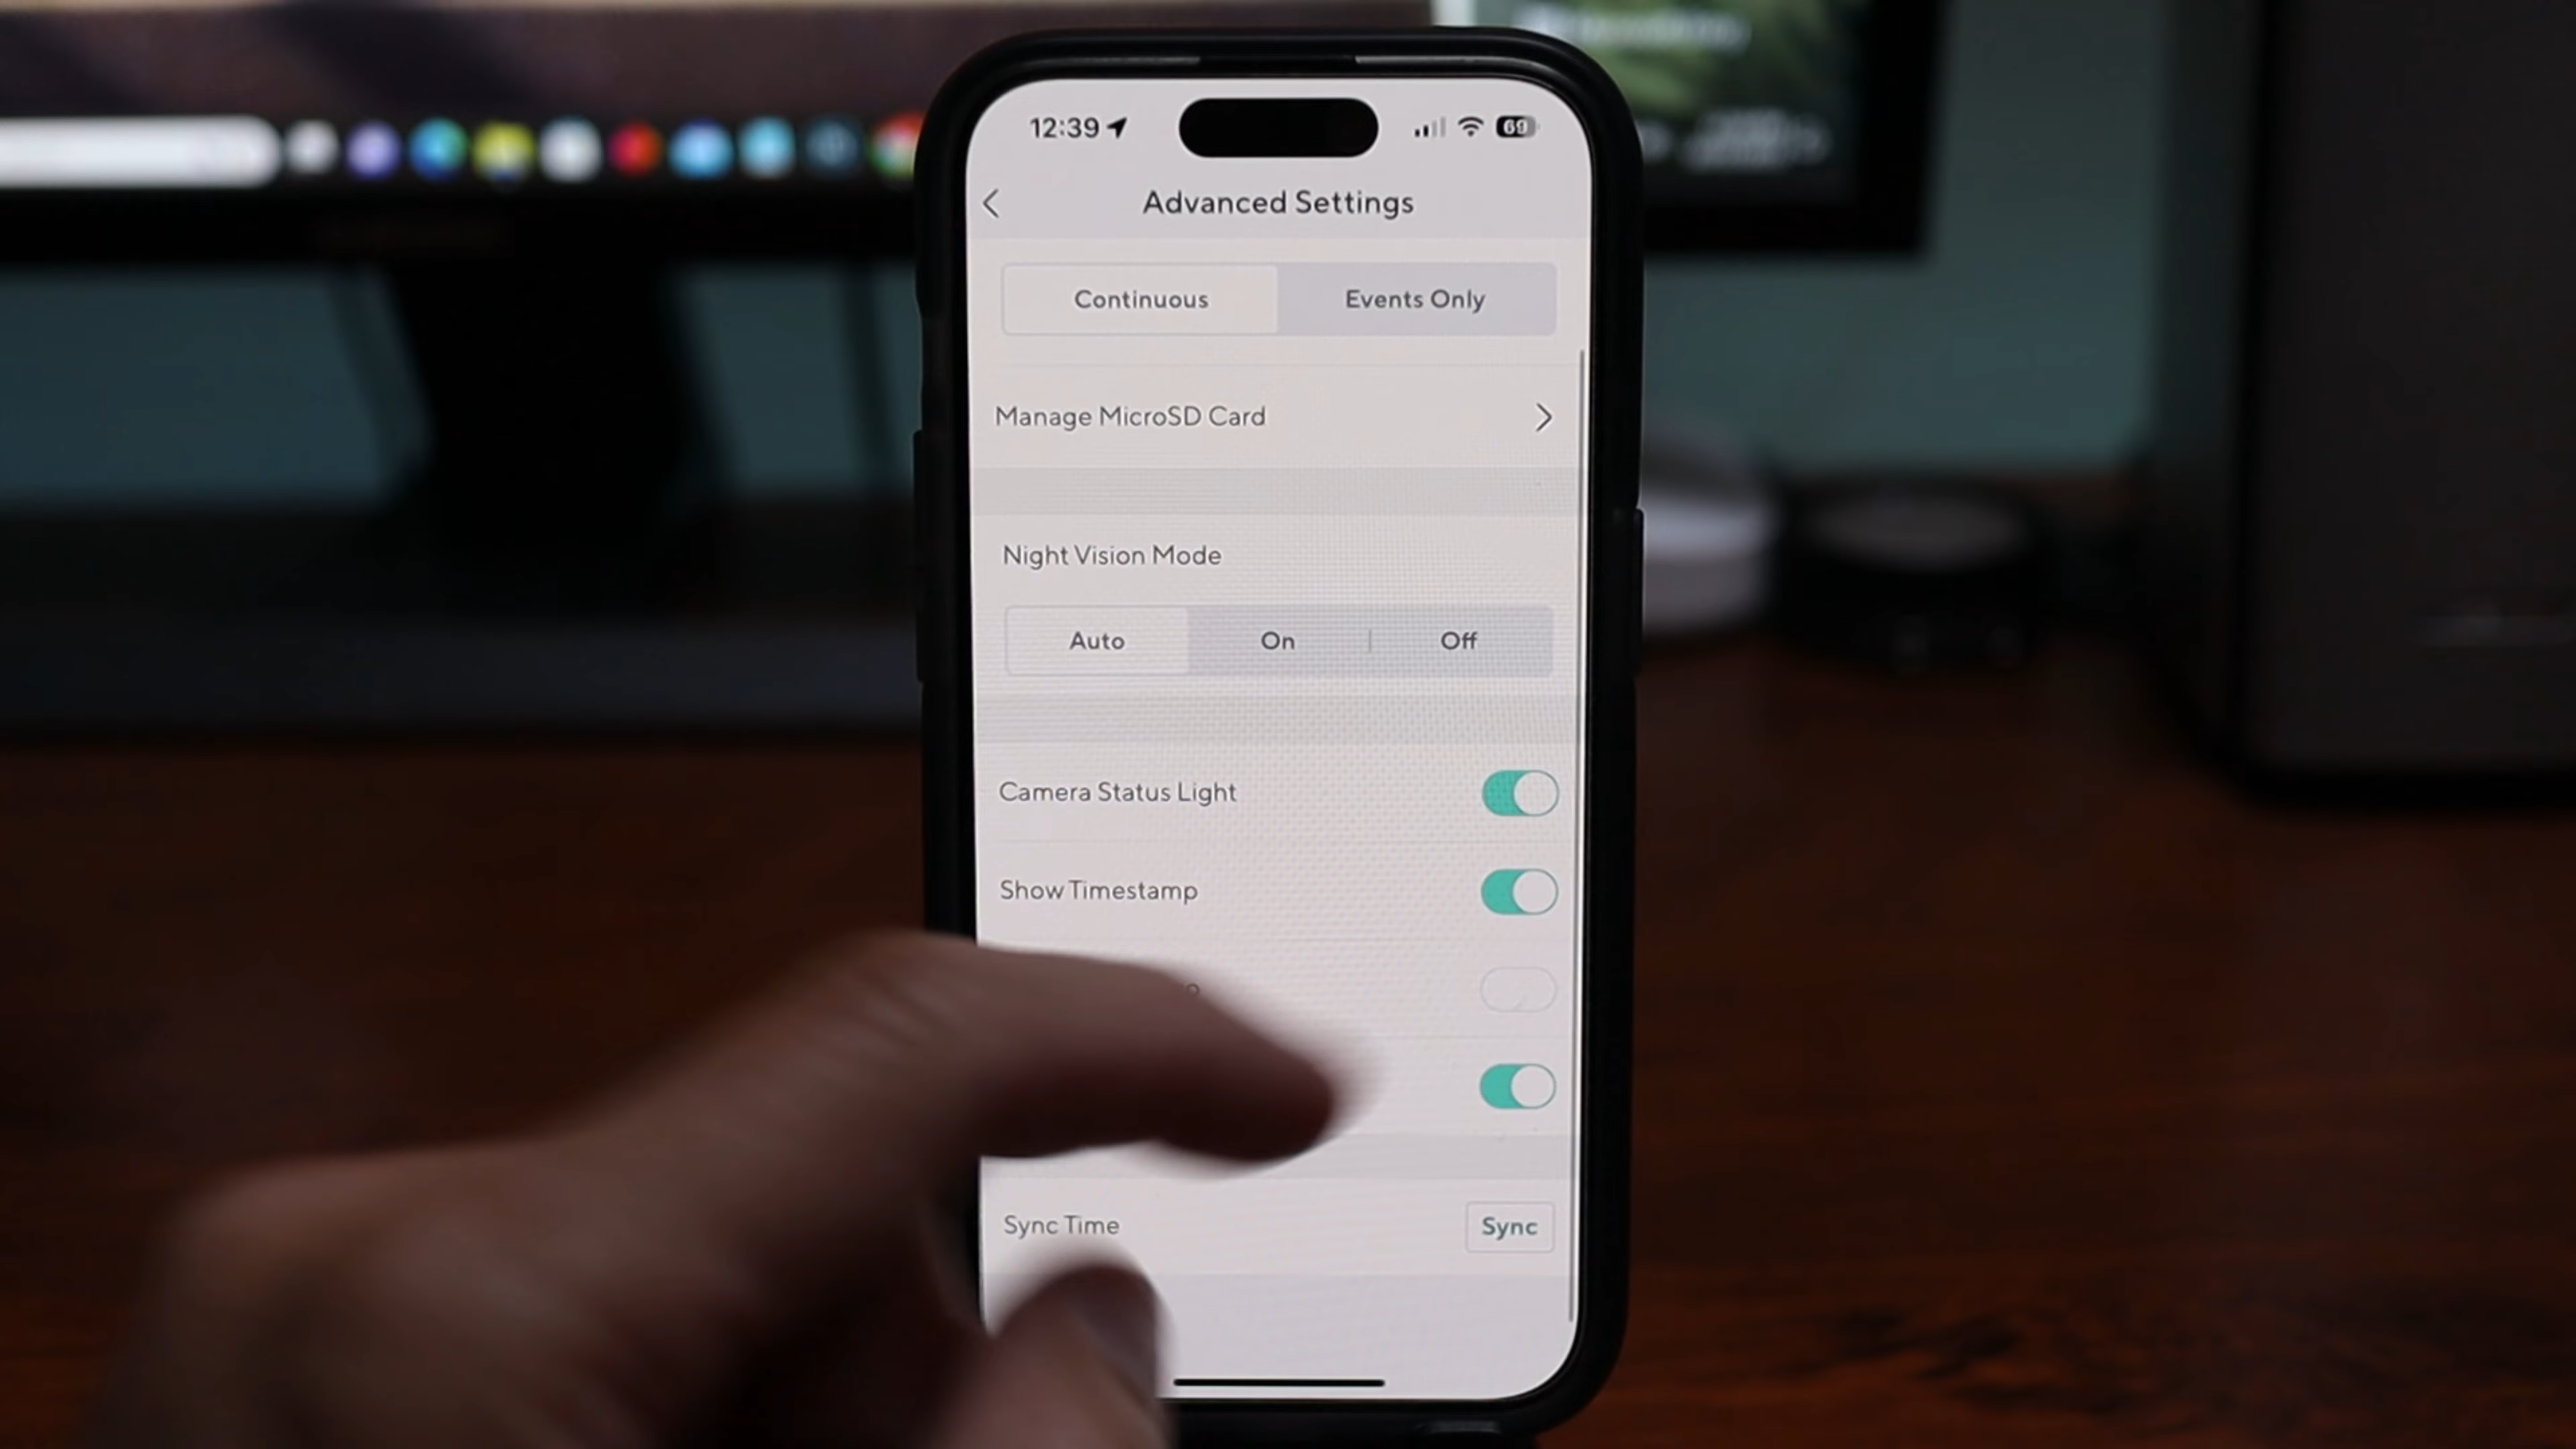 12:39
69
Advanced Settings
Continuous
Events Only
Manage MicroSD Card
Night Vision Mode
Auto
On
Off
Camera Status Light
Show Timestamp
Sync Time
Sync